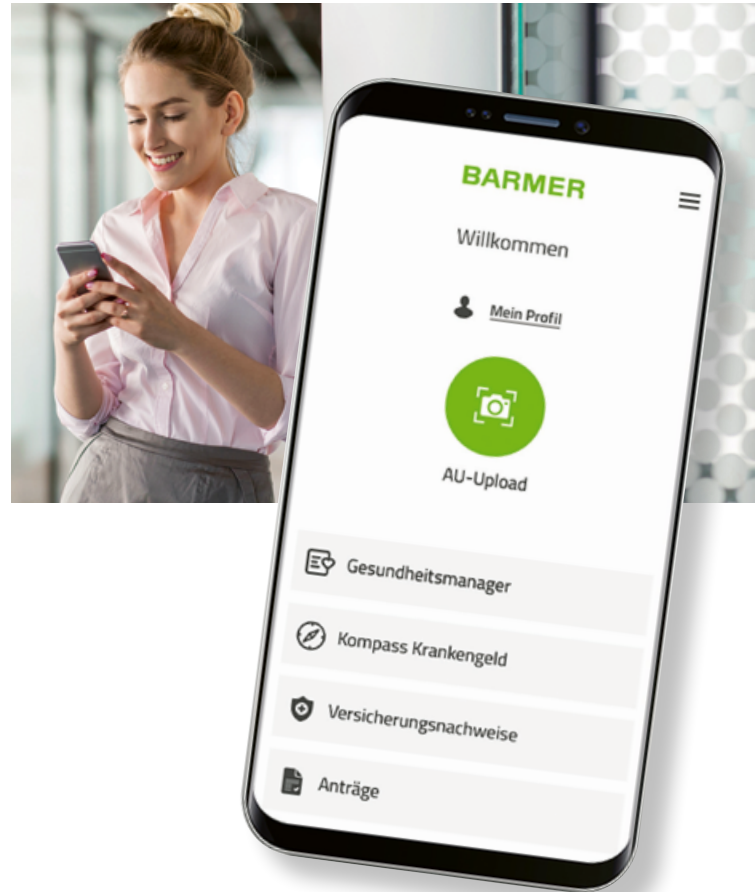 BARMER
Willkommen
Mein Profil
AU-Upload
Gesundheitsmanager
Kompass Krankengeld
Versicherungsnachweise
Anträge